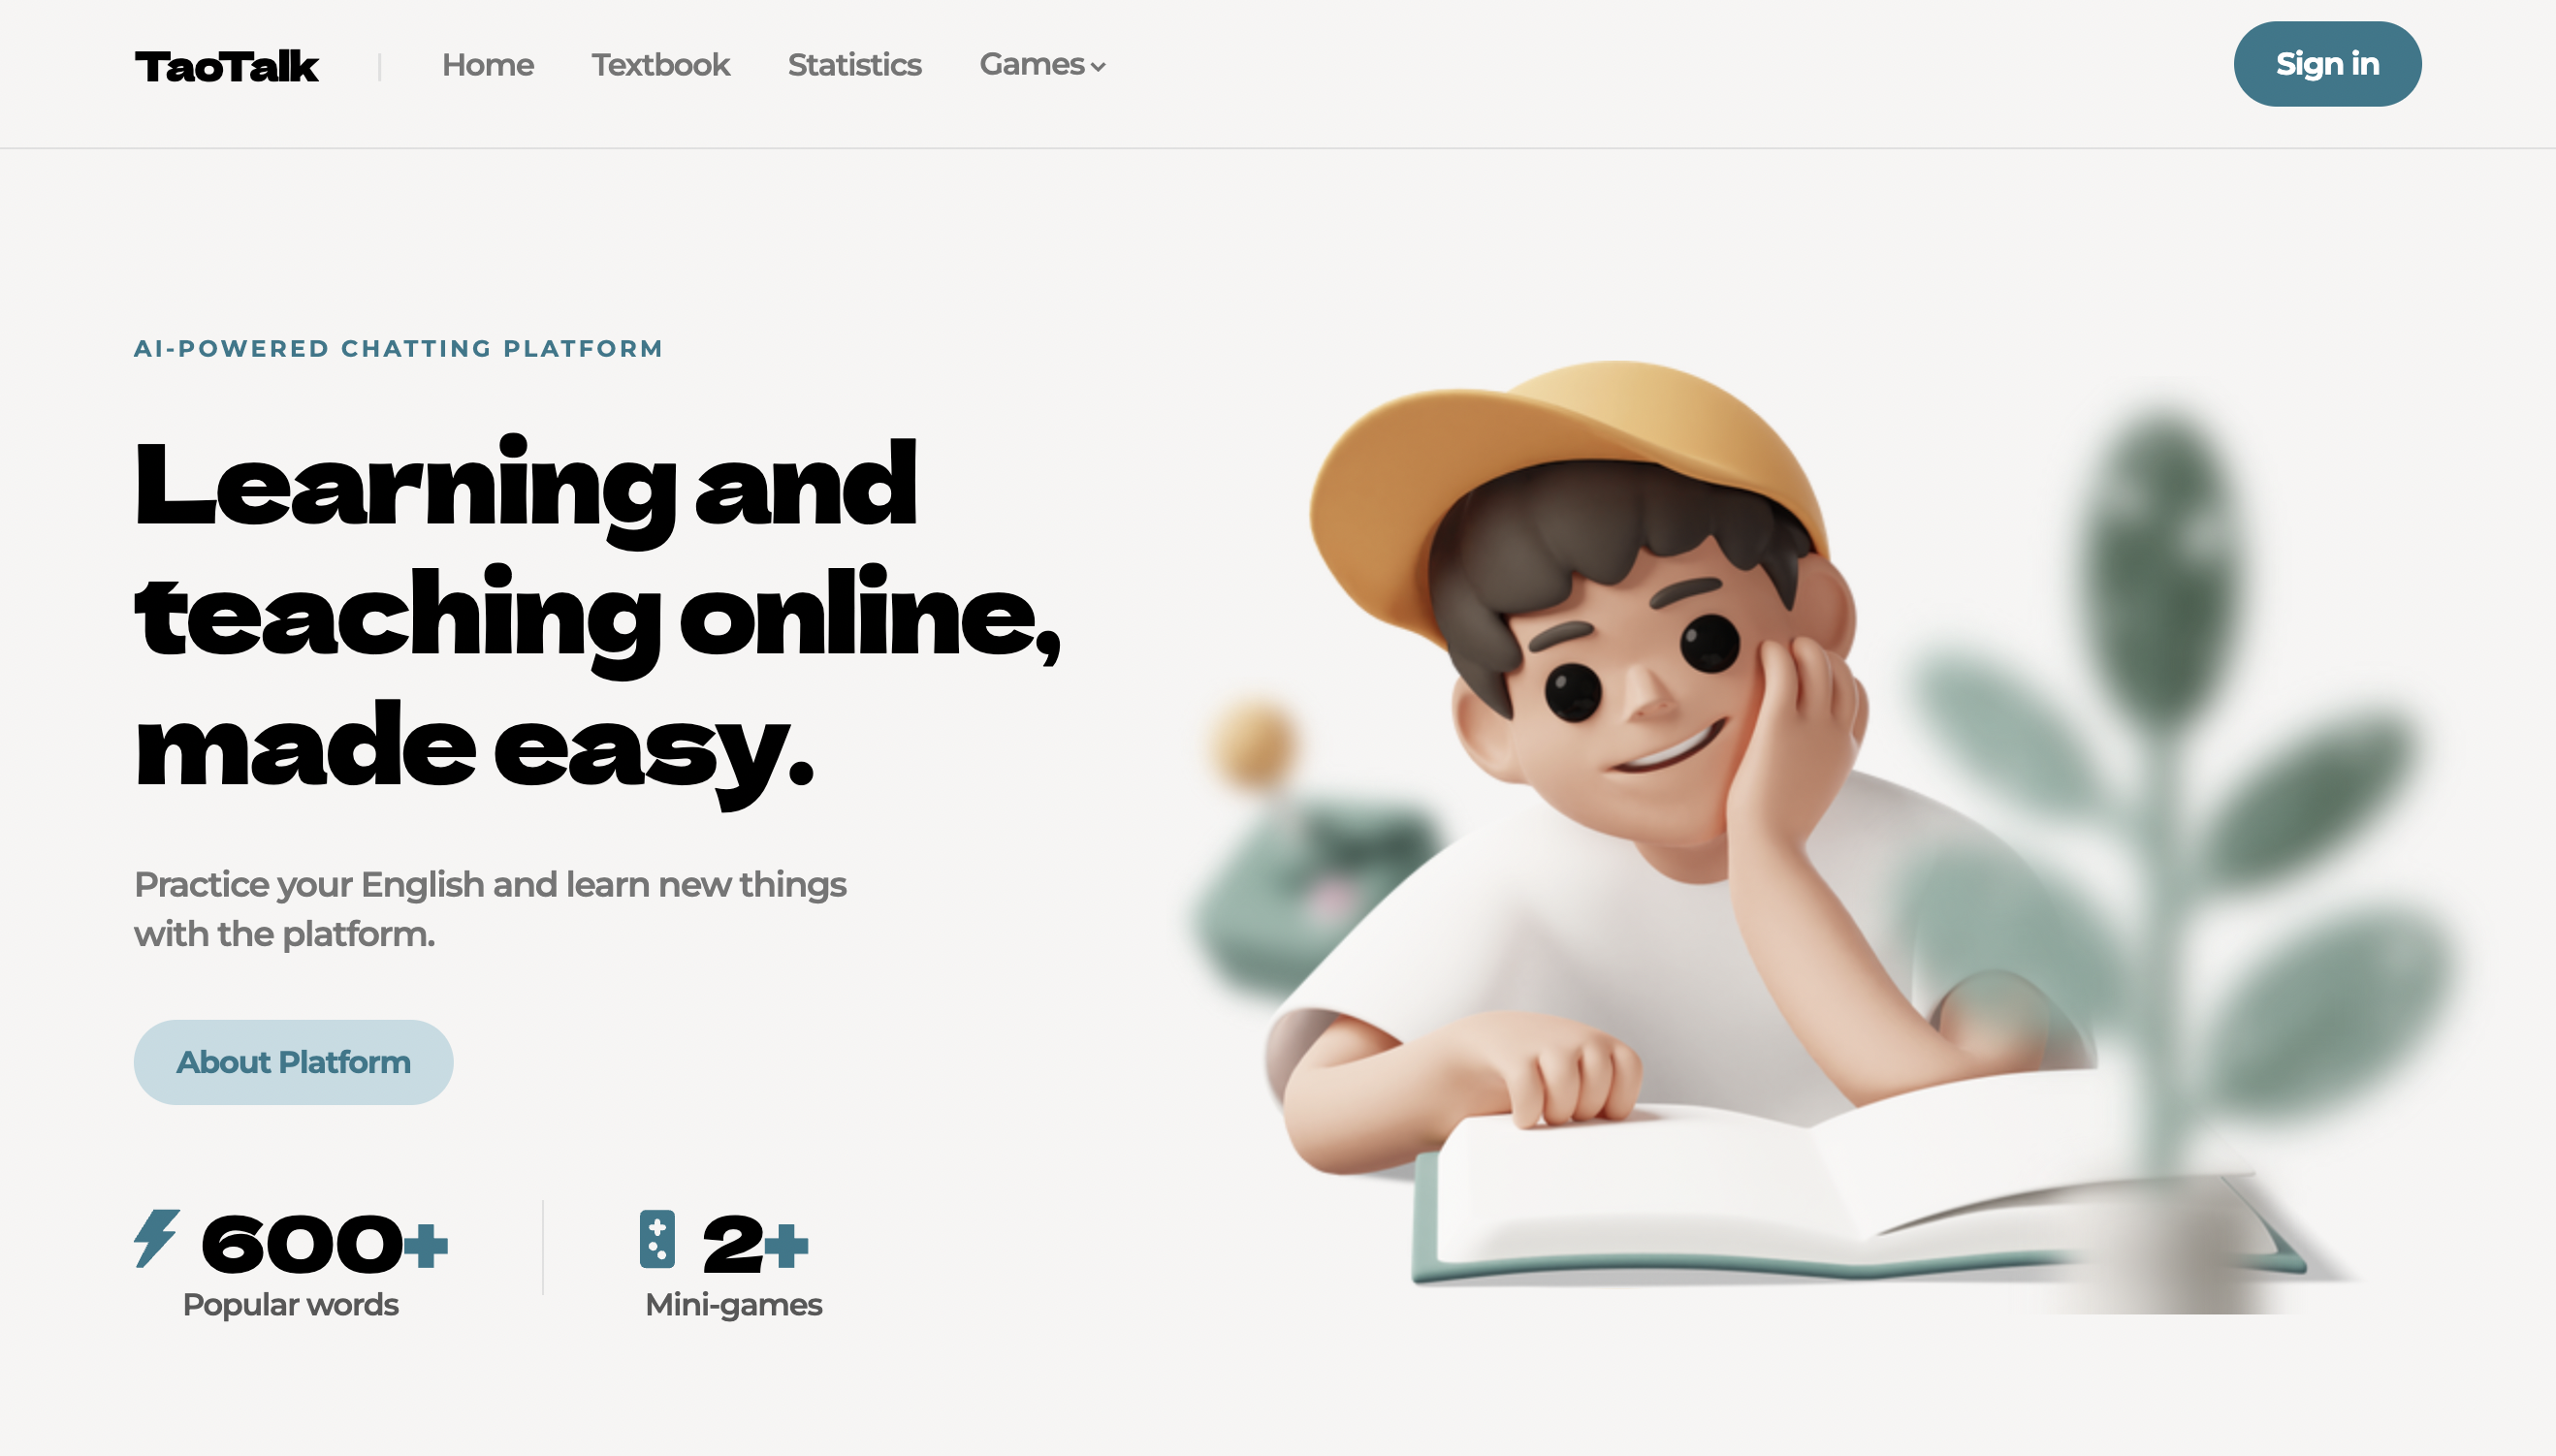 TaoTalk
Home
Textbook
Statistics
Games
Sign in
AI-POWERED CHATTING PLATFORM
Learning and
teaching online,
made easy.
Practice your English and learn new things
with the platform.
About Platform
600+
Popular words
2+
Mini-games